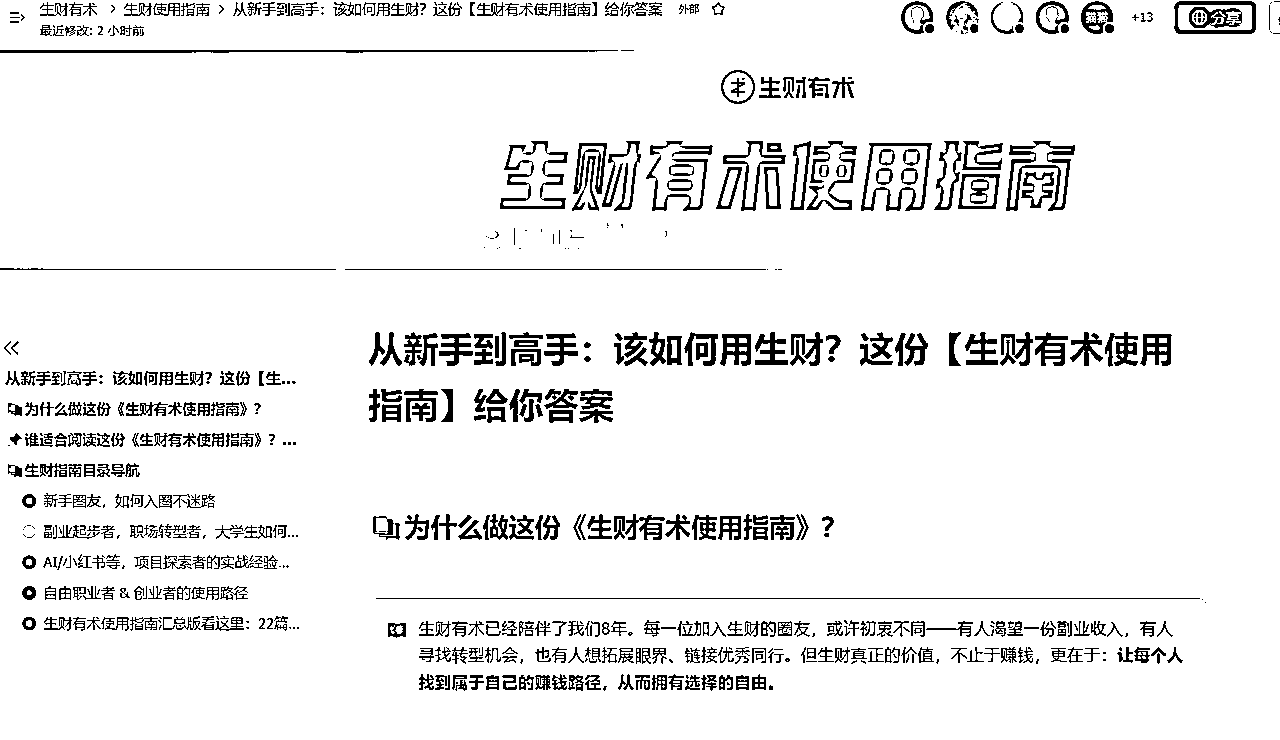 生财有术 > 生财使用指南 > 从新手到高手：该如何用生财？这份【生财有术使用指南】给你答案 外部
最近修改: 2 小时前
+13
分享
生财有术
生财有术使用指南
从新手到高手：该如何用生财？这份【生...
为什么做这份《生财有术使用指南》？
谁适合阅读这份《生财有术使用指南》？...
生财指南目录导航
新手圈友，如何入圈不迷路
副业起步者，职场转型者，大学生如何...
AI/小红书等，项目探索者的实战经验...
自由职业者 & 创业者的使用路径
生财有术使用指南汇总版看这里：22篇...
从新手到高手：该如何用生财？这份【生财有术使用
指南】给你答案
为什么做这份《生财有术使用指南》？
生财有术已经陪伴了我们8年。每一位加入生财的圈友，或许初衷不同——有人渴望一份副业收入，有人
寻找转型机会，也有人想拓展眼界、链接优秀同行。但生财真正的价值，不止于赚钱，更在于：让每个人
找到属于自己的赚钱路径，从而拥有选择的自由。